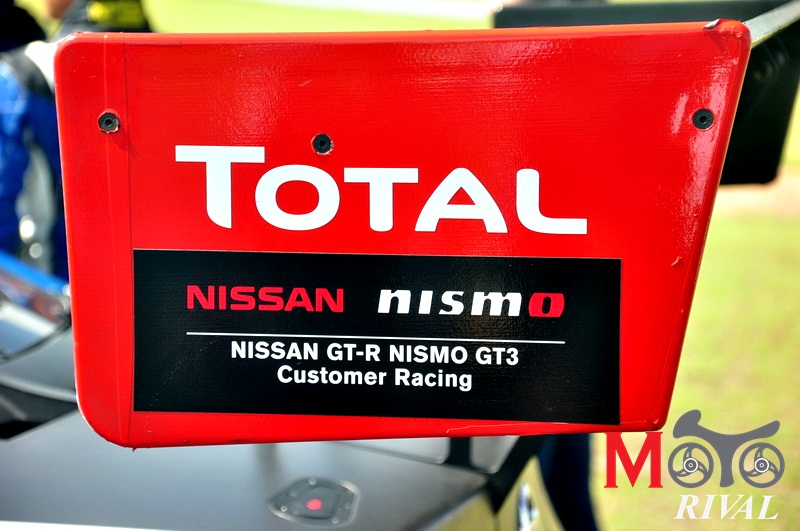 TOTAL
NISSAN nismo
NISSAN GT-R NISMO GT3
Customer Racing
MOTO
RIVAL